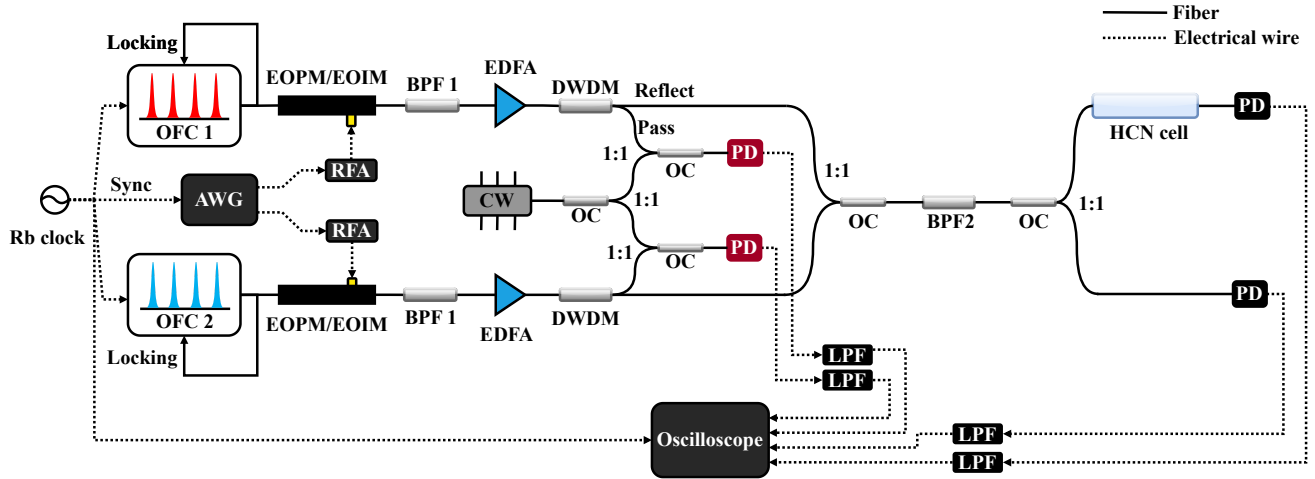 Fiber
Electrical wire
Locking
OFC 1
EOPM/EOIM
BPF 1
EDFA
DWDM
Reflect
Pass
1:1
OC
PD
HCN cell
PD
RFA
Sync
AWG
Rb clock
CW
OC
1:1
1:1
OC
BPF2
OC
1:1
RFA
1:1
OC
PD
OFC 2
EOPM/EOIM
BPF 1
EDFA
DWDM
PD
Locking
LPF
LPF
Oscilloscope
LPF
LPF